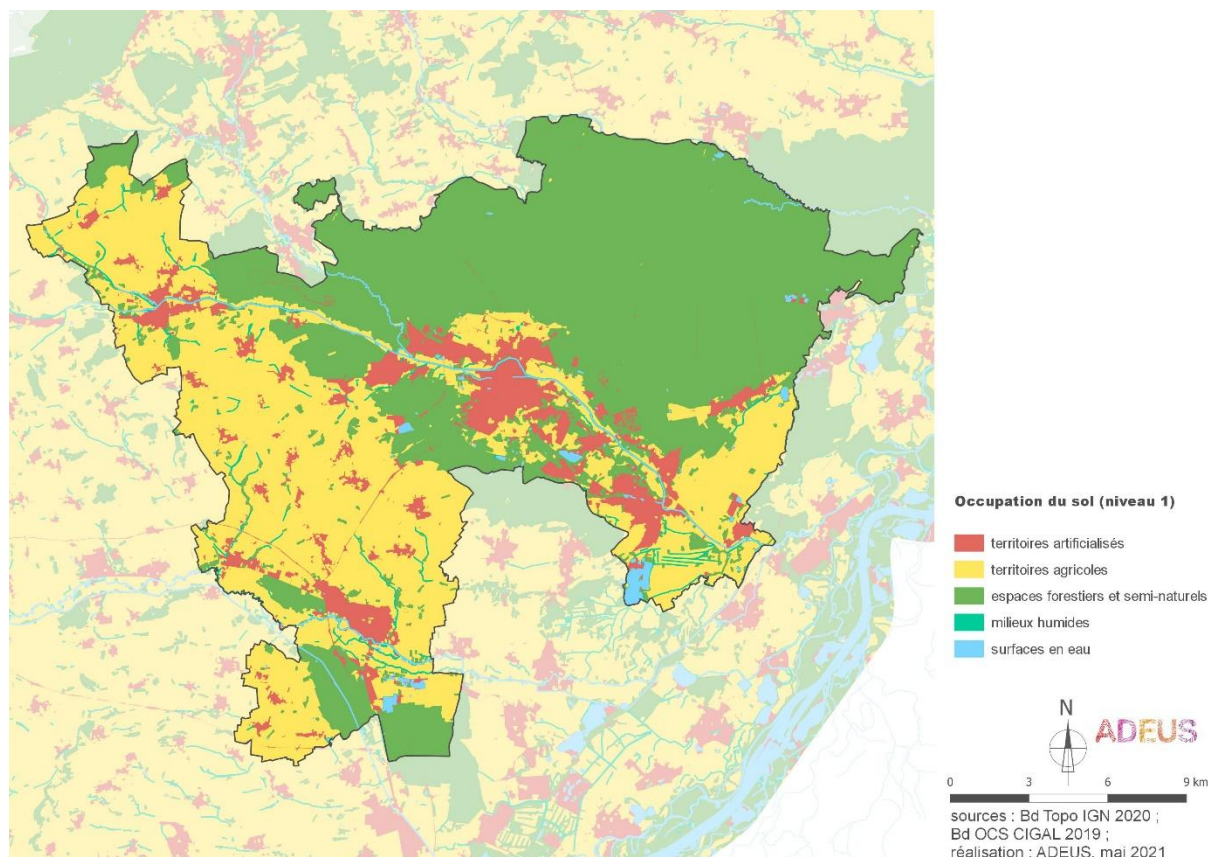 Occupation du sol (niveau 1)
territoires artificialisés
territoires agricoles
espaces forestiers et semi-naturels
milieux humides
surfaces en eau
N
ADEUS
0 3 6 9 km
sources : Bd Topo IGN 2020 ;
Bd OCS CIGAL 2019 ;
réalisation : ADEUS, mai 2021